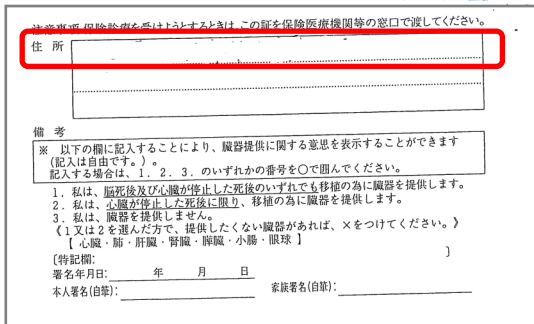 注意事項 保険診療を受けようとするときは、この証を保険医療機関等の窓口で渡してください。
住 所
備 考
※ 以下の欄に記入することにより、臓器提供に関する意思を表示することができます
(記入は自由です。)。
記入する場合は、1. 2. 3. のいずれかの番号を○で囲んでください。
1. 私は、脳死後及び心臓が停止した死後のいずれでも移植の為に臓器を提供します。
2. 私は、心臓が停止した死後に限り、移植の為に臓器を提供します。
3. 私は、臓器を提供しません。
《1又は2を選んだ方で、提供したくない臓器があれば、×をつけてください。》
【 心臓・肺・肝臓・腎臓・膵臓・小腸・眼球 】
〔特記欄: 〕
署名年月日: 年 月 日
本人署名(自筆): 家族署名(自筆):